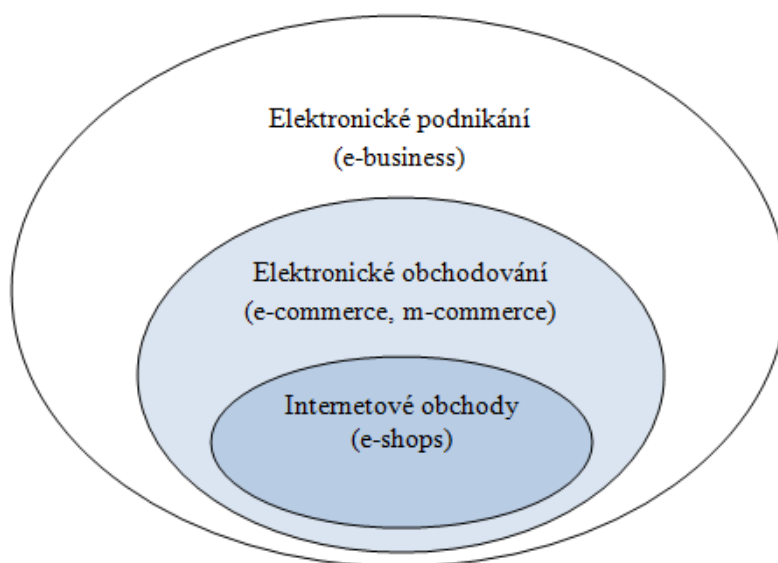 Elektronické podnikání
(e-business)
Elektronické obchodování
(e-commerce, m-commerce)
Internetové obchody
(e-shops)